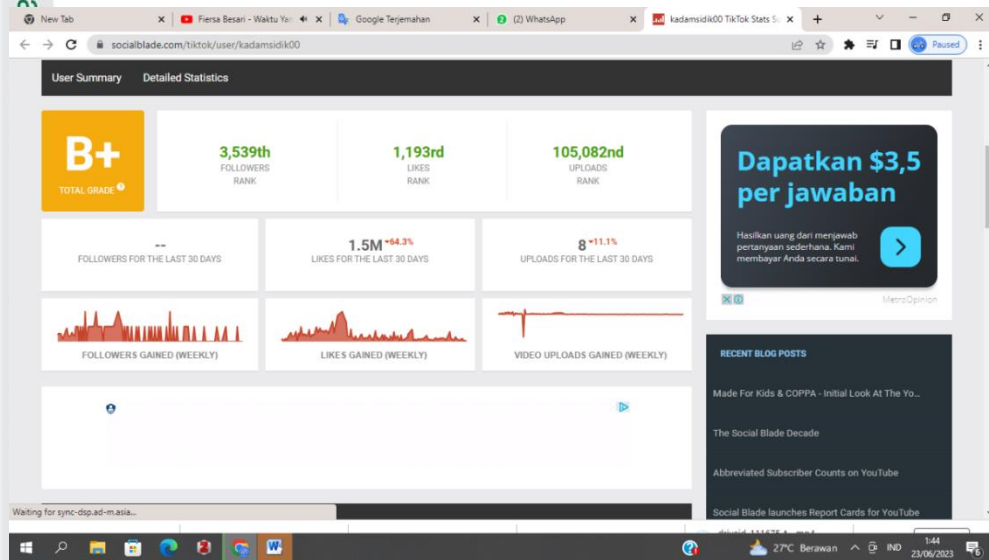 New Tab
Fiersa Besari - Waktu Yan
Google Terjemahan
(2) WhatsApp
kadamsidik00 TikTok Stats S
socialblade.com/tiktok/user/kadamsidik00
Paused
User Summary Detailed Statistics
B+
TOTAL GRADE
3,539th
FOLLOWERS
RANK
1,193rd
LIKES
RANK
105,082nd
UPLOADS
RANK
--
FOLLOWERS FOR THE LAST 30 DAYS
1.5M -64.3%
LIKES FOR THE LAST 30 DAYS
8 -11.1%
UPLOADS FOR THE LAST 30 DAYS
FOLLOWERS GAINED (WEEKLY)
LIKES GAINED (WEEKLY)
VIDEO UPLOADS GAINED (WEEKLY)
Dapatkan $3,5
per jawaban
Hasilkan uang dari menjawab
pertanyaan sederhana. Kami
membayar Anda secara tunai.
MetroOpinion
RECENT BLOG POSTS
Made For Kids & COPPA - Initial Look At The Yo...
The Social Blade Decade
Abbreviated Subscriber Counts on YouTube
Social Blade launches Report Cards for YouTube
Waiting for sync-dsp.ad-m.asia...
27°C Berawan
IND
1:44
23/06/2023